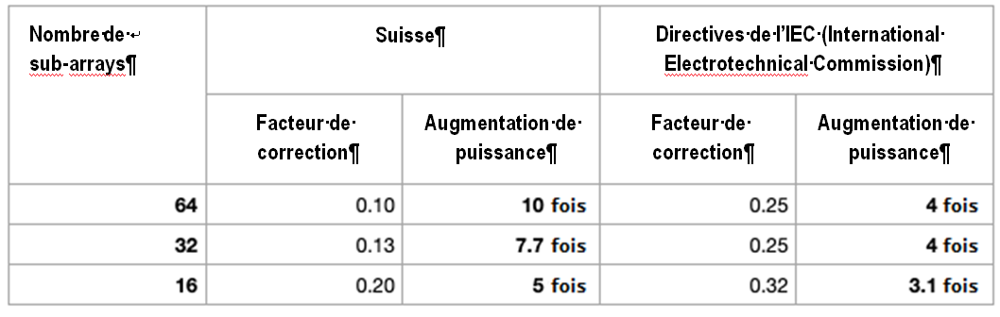 Nombre de
sub-arrays¶
Suisse¶
Directives de l'IEC (International
Electrotechnical Commission)¶
Facteur de
correction¶
Augmentation de
puissance¶
Facteur de
correction¶
Augmentation de
puissance¶
64 0.10 10 fois 0.25 4 fois
32 0.13 7.7 fois 0.25 4 fois
16 0.20 5 fois 0.32 3.1 fois